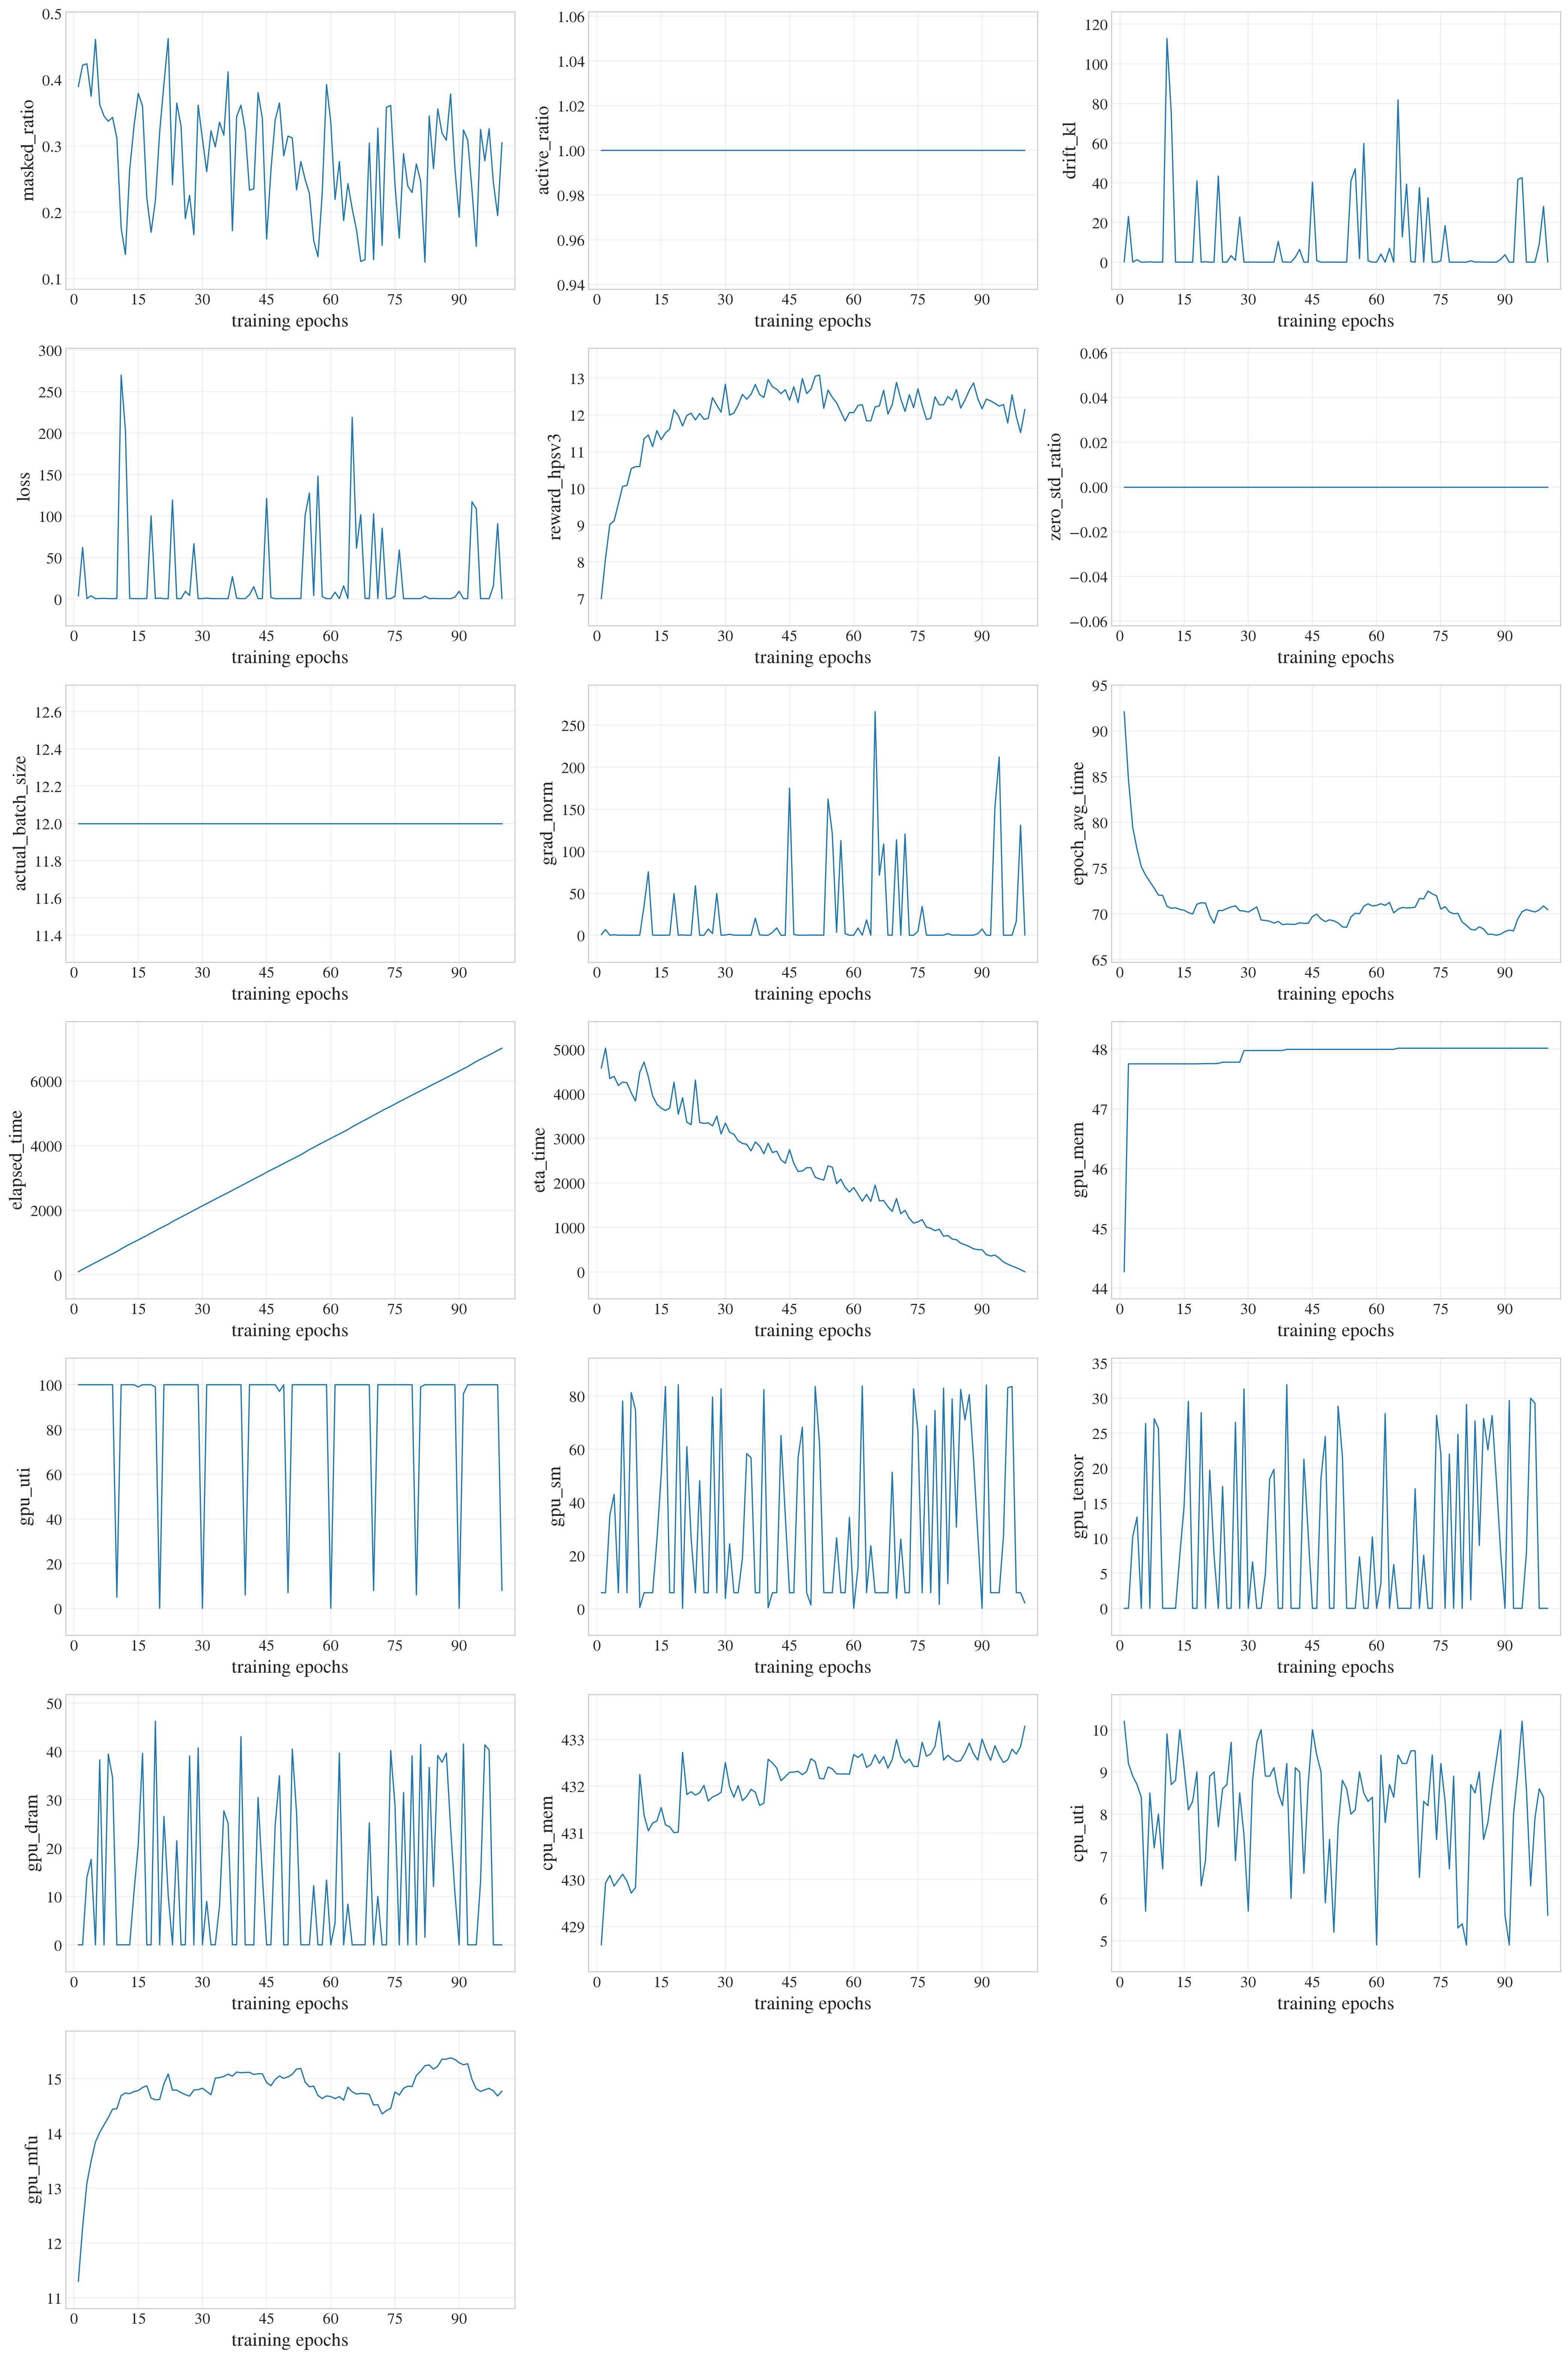 masked_ratio
0.5
0.4
0.3
0.2
0.1
0 15 30 45 60 75 90
training epochs
active_ratio
1.06
1.04
1.02
1.00
0.98
0.96
0.94
0 15 30 45 60 75 90
training epochs
drift_kl
120
100
80
60
40
20
0
0 15 30 45 60 75 90
training epochs
loss
300
250
200
150
100
50
0
0 15 30 45 60 75 90
training epochs
reward_hpsv3
13
12
11
10
9
8
7
0 15 30 45 60 75 90
training epochs
zero_std_ratio
0.06
0.04
0.02
0.00
−0.02
−0.04
−0.06
0 15 30 45 60 75 90
training epochs
actual_batch_size
12.6
12.4
12.2
12.0
11.8
11.6
11.4
0 15 30 45 60 75 90
training epochs
grad_norm
250
200
150
100
50
0
0 15 30 45 60 75 90
training epochs
epoch_avg_time
95
90
85
80
75
70
65
0 15 30 45 60 75 90
training epochs
elapsed_time
6000
4000
2000
0
0 15 30 45 60 75 90
training epochs
eta_time
5000
4000
3000
2000
1000
0
0 15 30 45 60 75 90
training epochs
gpu_mem
48
47
46
45
44
0 15 30 45 60 75 90
training epochs
gpu_uti
100
80
60
40
20
0
0 15 30 45 60 75 90
training epochs
gpu_sm
80
60
40
20
0
0 15 30 45 60 75 90
training epochs
gpu_tensor
35
30
25
20
15
10
5
0
0 15 30 45 60 75 90
training epochs
gpu_dram
50
40
30
20
10
0
0 15 30 45 60 75 90
training epochs
cpu_mem
433
432
431
430
429
0 15 30 45 60 75 90
training epochs
cpu_uti
10
9
8
7
6
5
0 15 30 45 60 75 90
training epochs
gpu_mfu
15
14
13
12
11
0 15 30 45 60 75 90
training epochs